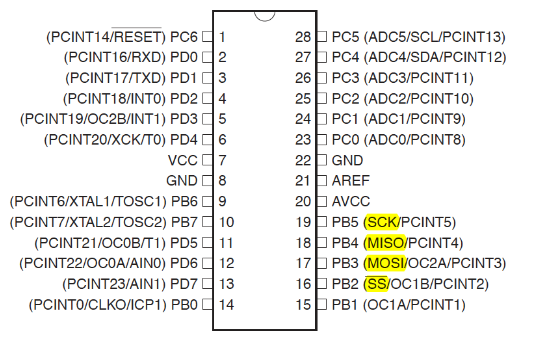 (PCINT14/RESET) PC6 1 28 PC5 (ADC5/SCL/PCINT13)
(PCINT16/RXD) PD0 2 27 PC4 (ADC4/SDA/PCINT12)
(PCINT17/TXD) PD1 3 26 PC3 (ADC3/PCINT11)
(PCINT18/INT0) PD2 4 25 PC2 (ADC2/PCINT10)
(PCINT19/OC2B/INT1) PD3 5 24 PC1 (ADC1/PCINT9)
(PCINT20/XCK/T0) PD4 6 23 PC0 (ADC0/PCINT8)
VCC 7 22 GND
GND 8 21 AREF
(PCINT6/XTAL1/TOSC1) PB6 9 20 AVCC
(PCINT7/XTAL2/TOSC2) PB7 10 19 PB5 (SCK/PCINT5)
(PCINT21/OC0B/T1) PD5 11 18 PB4 (MISO/PCINT4)
(PCINT22/OC0A/AIN0) PD6 12 17 PB3 (MOSI/OC2A/PCINT3)
(PCINT23/AIN1) PD7 13 16 PB2 (SS/OC1B/PCINT2)
(PCINT0/CLKO/ICP1) PB0 14 15 PB1 (OC1A/PCINT1)